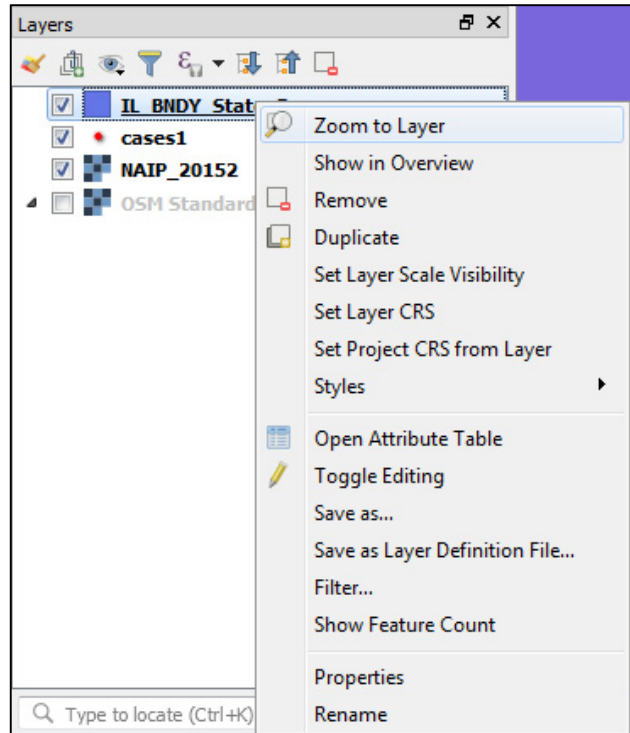 Layers
IL_BNDY_State
cases1
NAIP_20152
OSM Standard
Zoom to Layer
Show in Overview
Remove
Duplicate
Set Layer Scale Visibility
Set Layer CRS
Set Project CRS from Layer
Styles
Open Attribute Table
Toggle Editing
Save as...
Save as Layer Definition File...
Filter...
Show Feature Count
Properties
Rename
Type to locate (Ctrl+K)